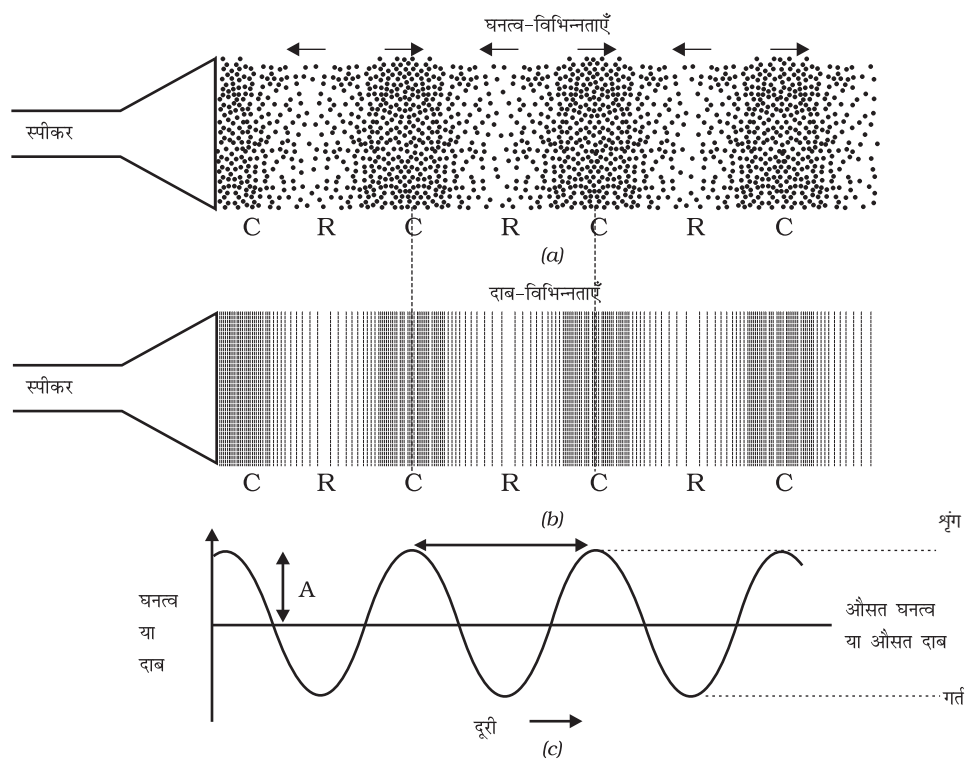 घनत्व-विभिन्नताएँ
स्पीकर
C R C R C R C
(a)
दाब-विभिन्नताएँ
स्पीकर
C R C R C R C
(b)
शृंग
A
घनत्व
या
दाब
औसत घनत्व
या औसत दाब
गर्त
दूरी
(c)